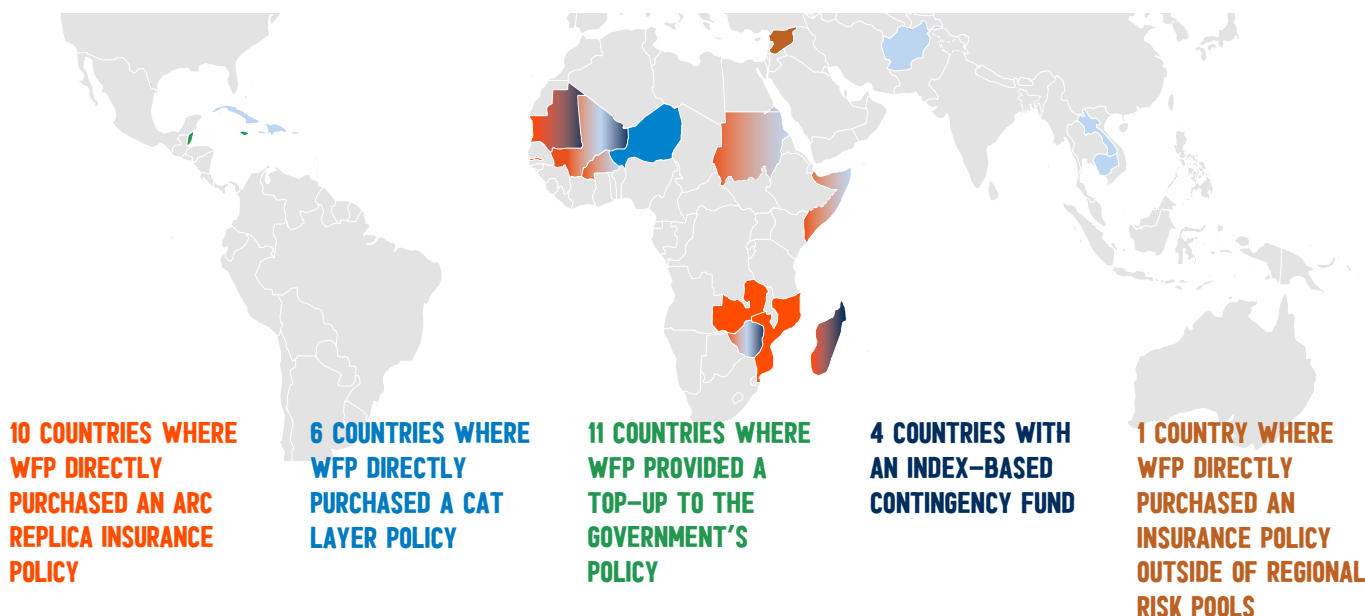 10 COUNTRIES WHERE
WFP DIRECTLY
PURCHASED AN ARC
REPLICA INSURANCE
POLICY
6 COUNTRIES WHERE
WFP DIRECTLY
PURCHASED A CAT
LAYER POLICY
11 COUNTRIES WHERE
WFP PROVIDED A
TOP-UP TO THE
GOVERNMENT'S
POLICY
4 COUNTRIES WITH
AN INDEX-BASED
CONTINGENCY FUND
1 COUNTRY WHERE
WFP DIRECTLY
PURCHASED AN
INSURANCE POLICY
OUTSIDE OF REGIONAL
RISK POOLS